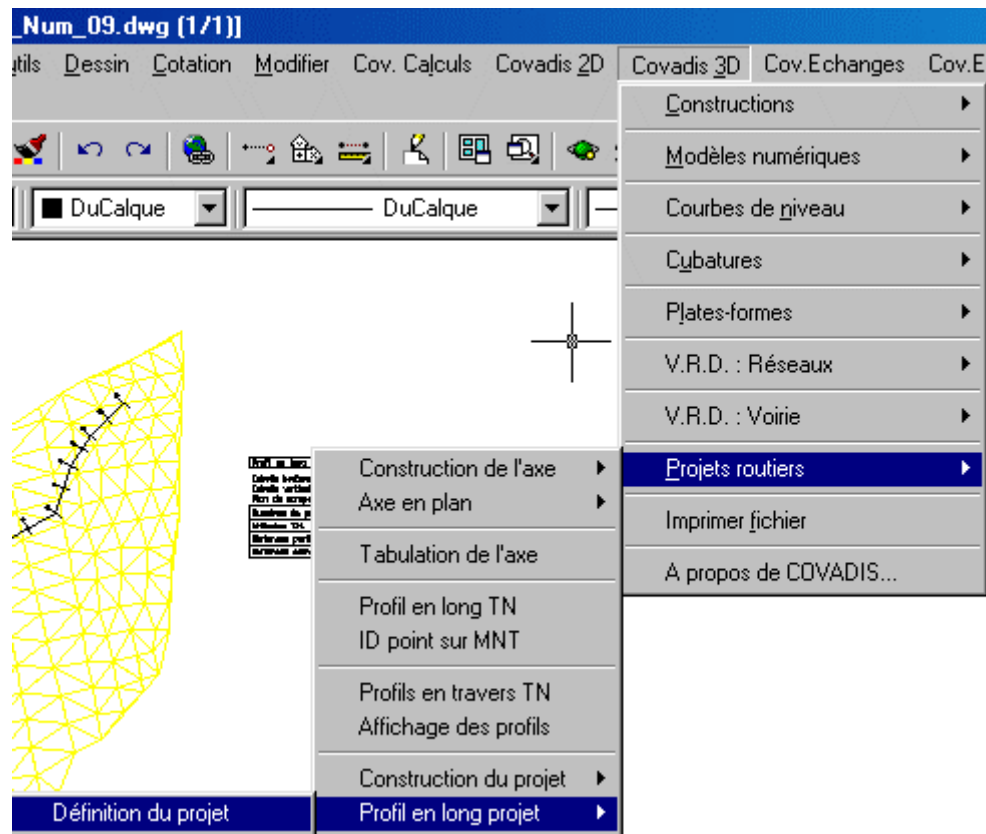 _Num_09.dwg (1/1)]
utils Dessin Cotation Modifier Cov. Calculs Covadis 2D Covadis 3D Cov.Echanges Cov.E
DuCalque DuCalque
Constructions
Modèles numériques
Courbes de niveau
Cubatures
Plates-formes
V.R.D. : Réseaux
V.R.D. : Voirie
Projets routiers
Imprimer fichier
A propos de COVADIS...
Profil en long
Construction de l'axe
Axe en plan
Tabulation de l'axe
Profil en long TN
ID point sur MNT
Profils en travers TN
Affichage des profils
Construction du projet
Profil en long projet
Définition du projet